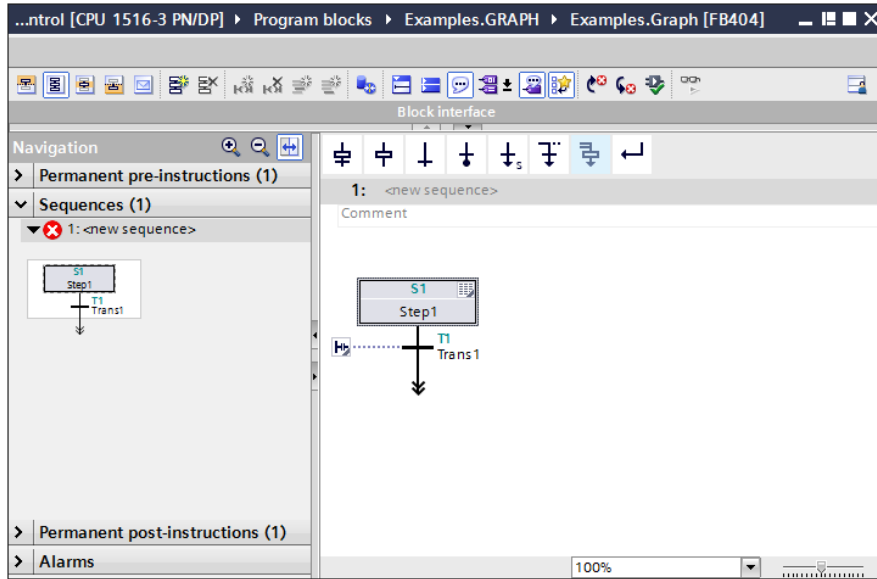 ...ntrol [CPU 1516-3 PN/DP] Program blocks Examples.GRAPH Examples.Graph [FB404]
Block interface
Navigation
Permanent pre-instructions (1)
Sequences (1)
1: <new sequence>
S1
Step1
T1
Trans1
Permanent post-instructions (1)
Alarms
S
1: <new sequence>
Comment
S1
Step1
T1
Trans1
100%